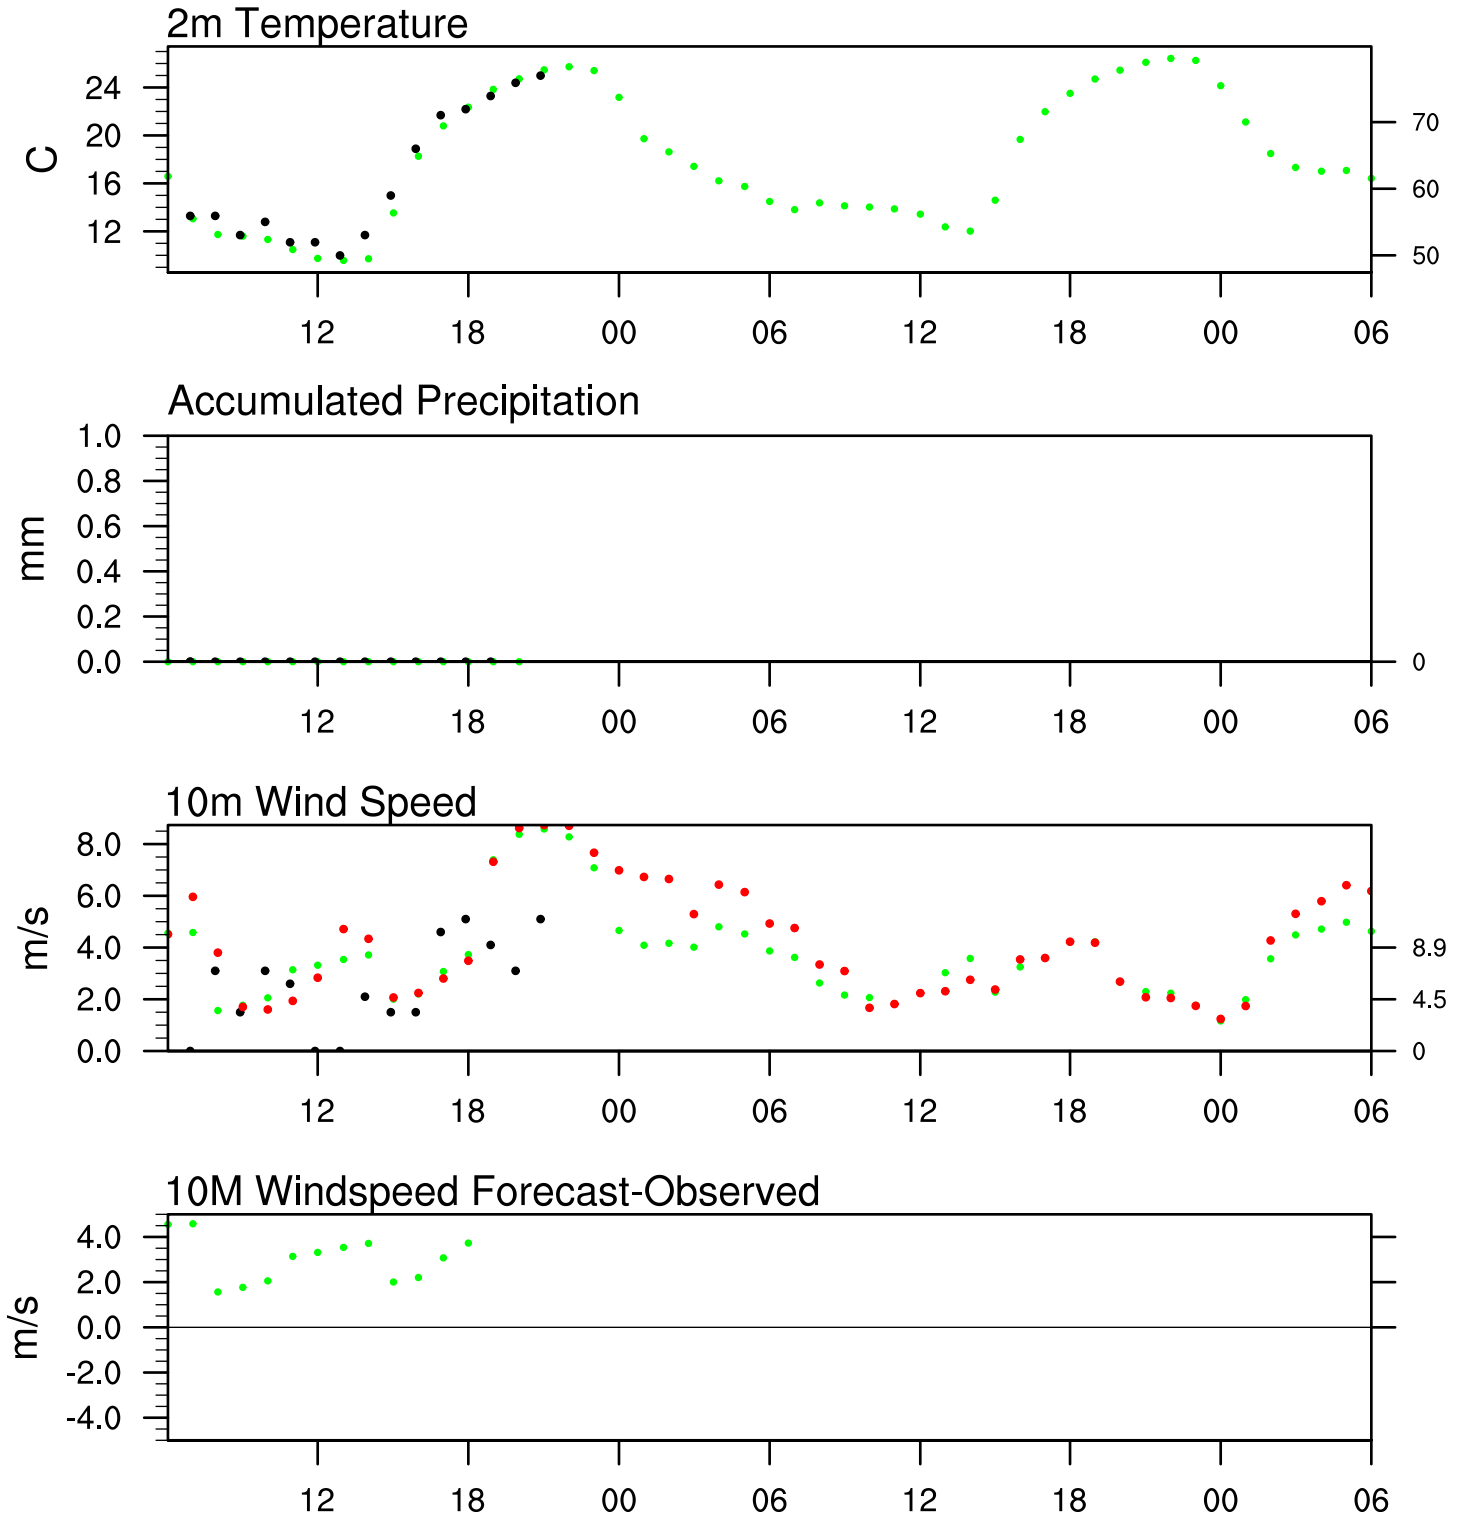 2m Temperature
24
20
16
12
C
70
60
50
12 18 00 06 12 18 00 06
Accumulated Precipitation
1.0
0.8
0.6
0.4
0.2
0.0
mm
0
12 18 00 06 12 18 00 06
10m Wind Speed
8.0
6.0
4.0
2.0
0.0
m/s
8.9
4.5
0
12 18 00 06 12 18 00 06
10M Windspeed Forecast-Observed
4.0
2.0
0.0
-2.0
-4.0
m/s
12 18 00 06 12 18 00 06